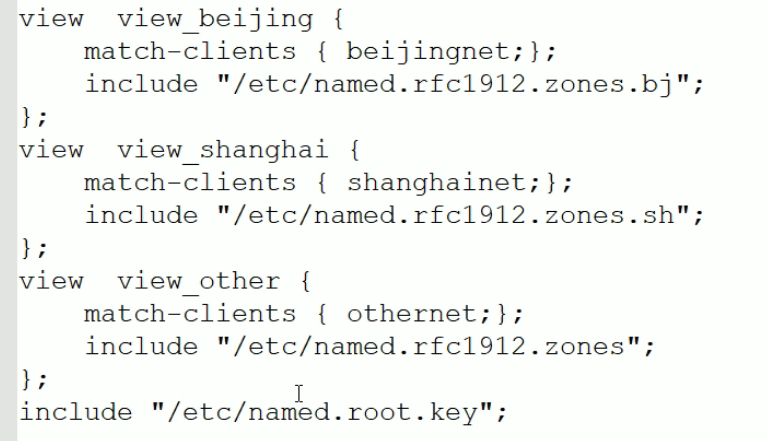 view  view_beijing {
    match-clients { beijingnet;};
    include "/etc/named.rfc1912.zones.bj";
};
view  view_shanghai {
    match-clients { shanghainet;};
    include "/etc/named.rfc1912.zones.sh";
};
view  view_other {
    match-clients { othernet;};
    include "/etc/named.rfc1912.zones";
};
include "/etc/named.root.key";